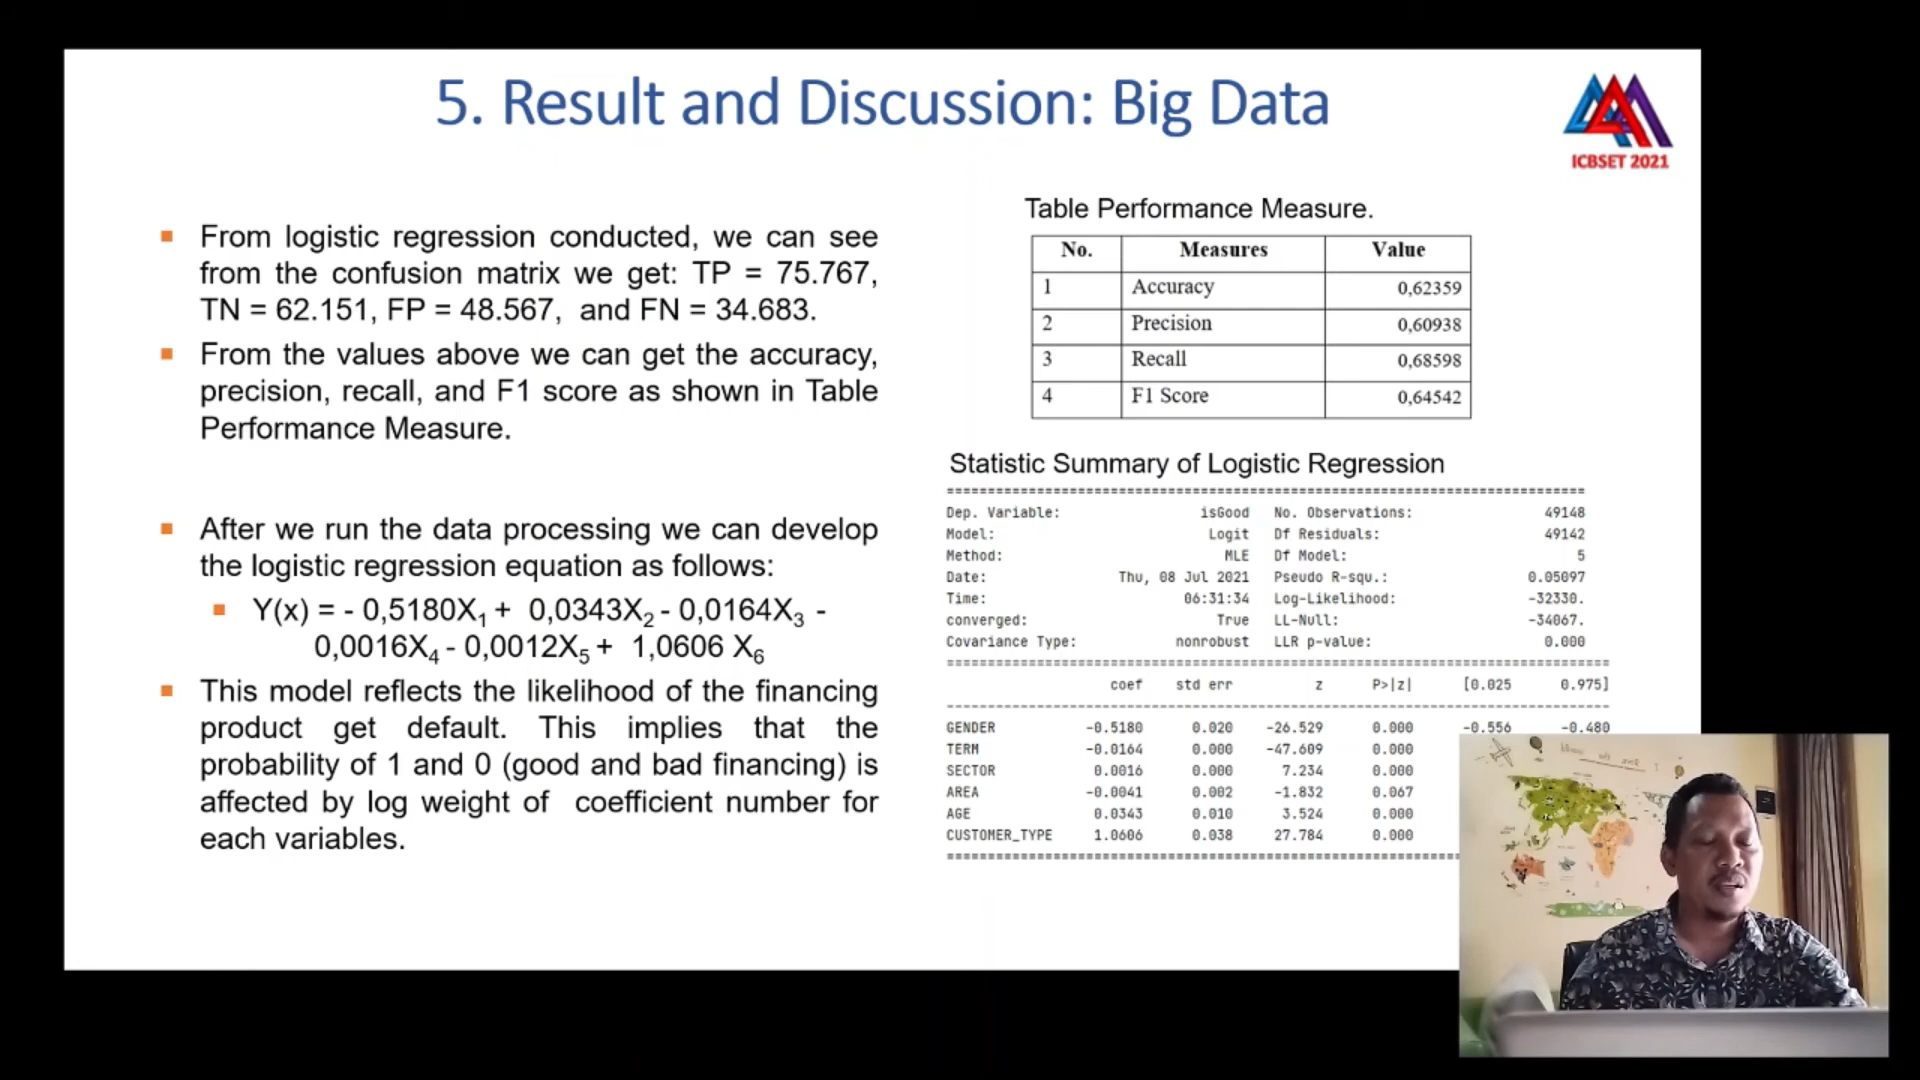 5. Result and Discussion: Big Data
ICBSET 2021
From logistic regression conducted, we can see
from the confusion matrix we get: TP = 75.767,
TN = 62.151, FP = 48.567, and FN = 34.683.
From the values above we can get the accuracy,
precision, recall, and F1 score as shown in Table
Performance Measure.
After we run the data processing we can develop
the logistic regression equation as follows:
Y(x) = - 0,5180X1 + 0,0343X2 - 0,0164X3 -
0,0016X4 - 0,0012X5 + 1,0606 X6
This model reflects the likelihood of the financing
product get default. This implies that the
probability of 1 and 0 (good and bad financing) is
affected by log weight of coefficient number for
each variables.
Table Performance Measure.
No. Measures Value
1 Accuracy 0,62359
2 Precision 0,60938
3 Recall 0,68598
4 F1 Score 0,64542
Statistic Summary of Logistic Regression
Dep. Variable: isGood No. Observations: 49148
Model: Logit Df Residuals: 49142
Method: MLE Df Model: 5
Date: Thu, 08 Jul 2021 Pseudo R-squ.: 0.05097
Time: 06:31:34 Log-Likelihood: -32330.
converged: True LL-Null: -34067.
Covariance Type: nonrobust LLR p-value: 0.000
coef std err z P>|z| [0.025 0.975]
GENDER -0.5180 0.020 -26.529 0.000 -0.556 -0.480
TERM -0.0164 0.000 -47.609 0.000
SECTOR 0.0016 0.000 7.234 0.000
AREA -0.0041 0.002 -1.832 0.067
AGE 0.0343 0.010 3.524 0.000
CUSTOMER_TYPE 1.0606 0.038 27.784 0.000